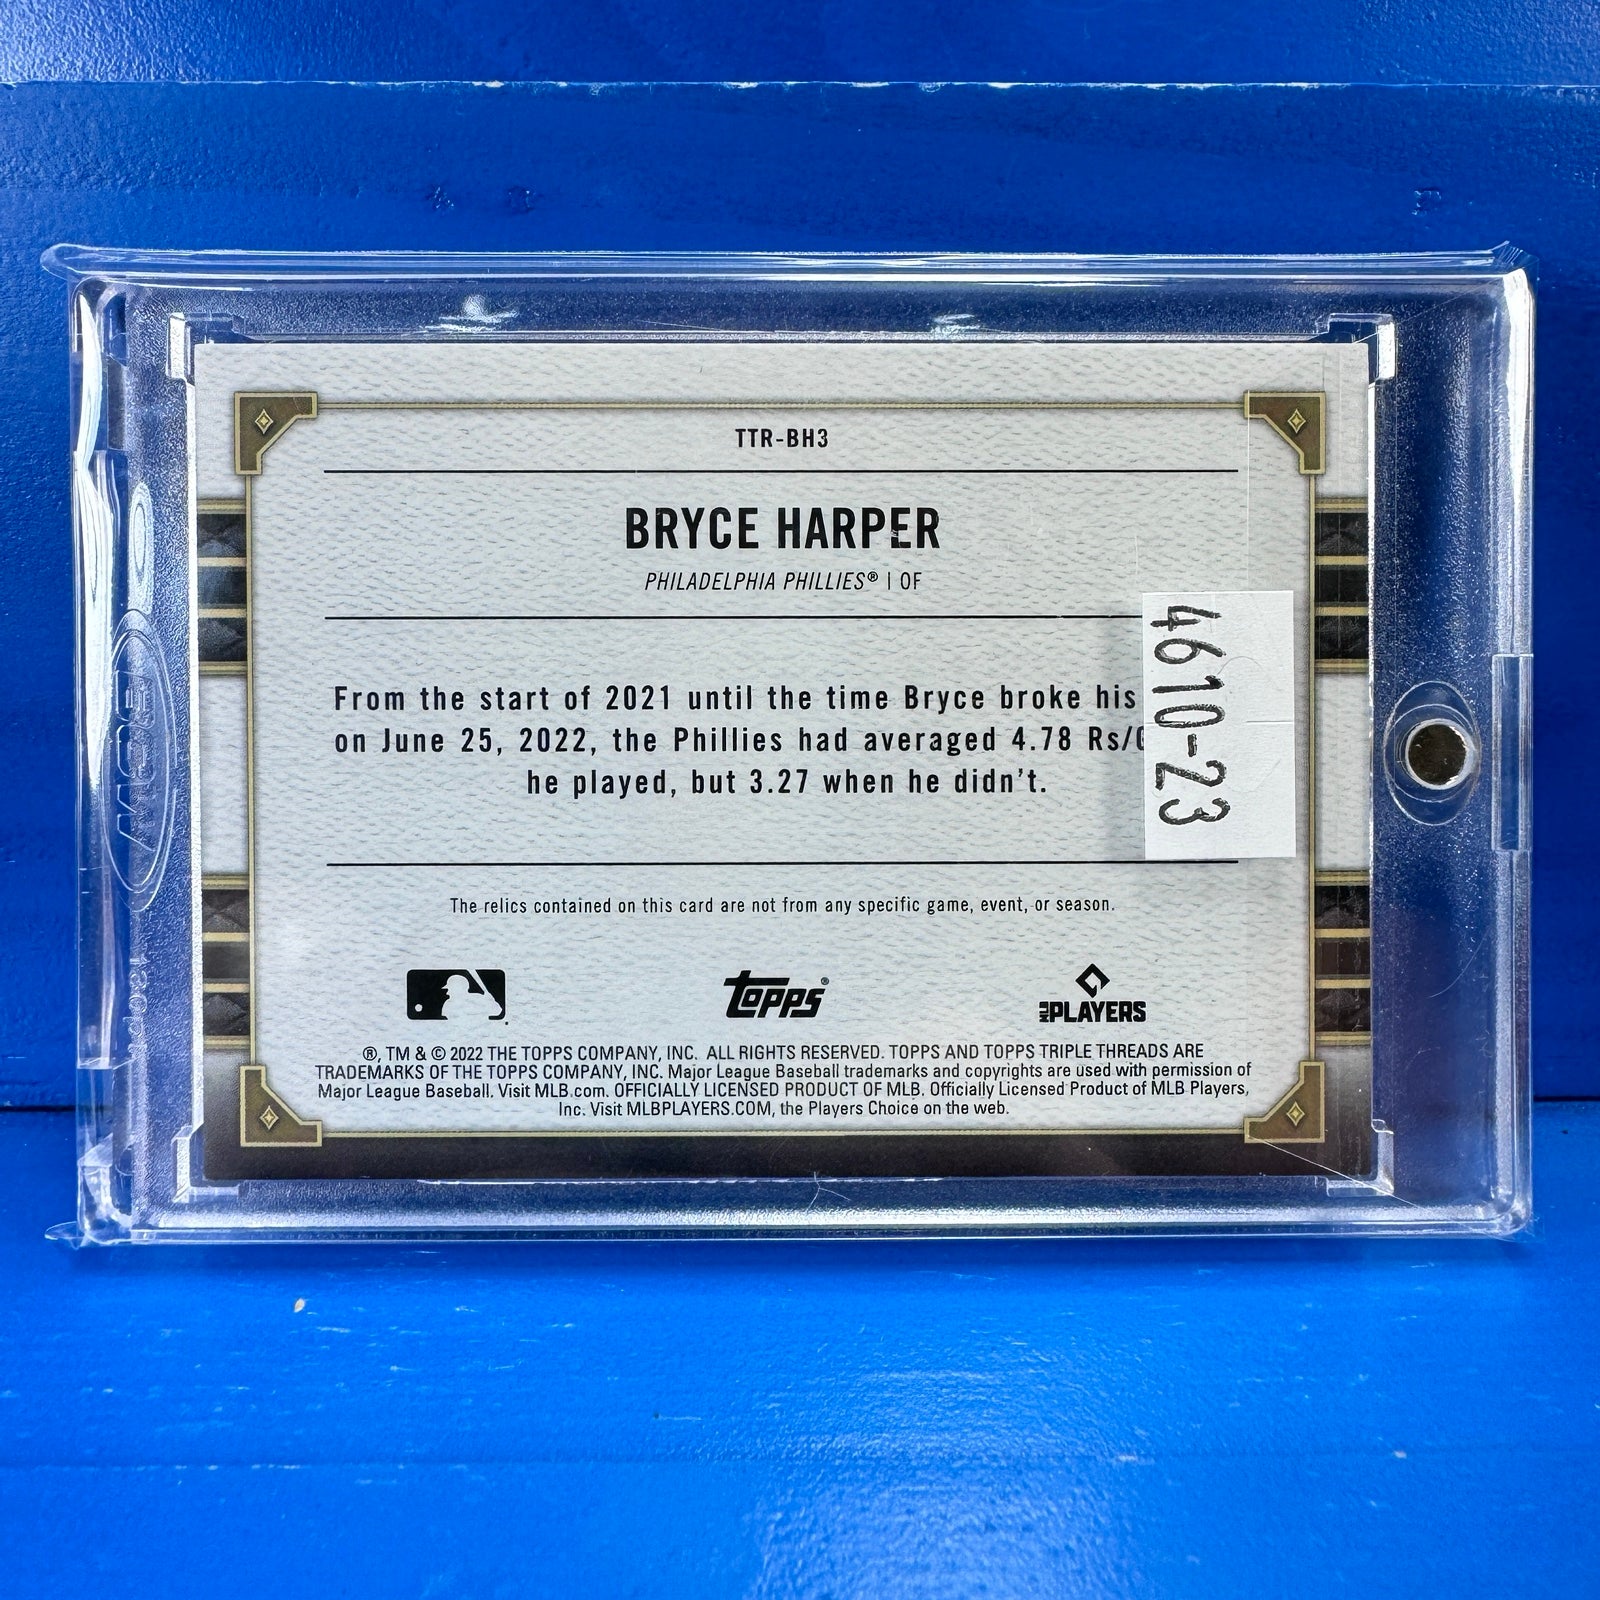 TTR-BH3
BRYCE HARPER
PHILADELPHIA PHILLIES® | OF
From the start of 2021 until the time Bryce broke his
on June 25, 2022, the Phillies had averaged 4.78 Rs/
he played, but 3.27 when he didn't.
4610-23
The relics contained on this card are not from any specific game, event, or season.
topps®
MLB PLAYERS
®, TM & © 2022 THE TOPPS COMPANY, INC. ALL RIGHTS RESERVED. TOPPS AND TOPPS TRIPLE THREADS ARE
TRADEMARKS OF THE TOPPS COMPANY, INC. Major League Baseball trademarks and copyrights are used with permission of
Major League Baseball. Visit MLB.com. OFFICIALLY LICENSED PRODUCT OF MLB. Officially Licensed Product of MLB Players,
Inc. Visit MLBPLAYERS.COM, the Players Choice on the web.